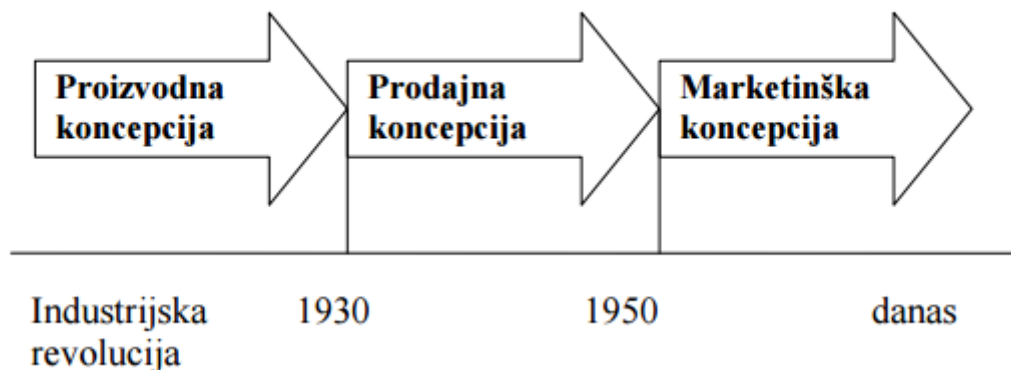 Proizvodna
koncepcija
Prodajna
koncepcija
Marketinška
koncepcija
Industrijska
revolucija
1930
1950
danas